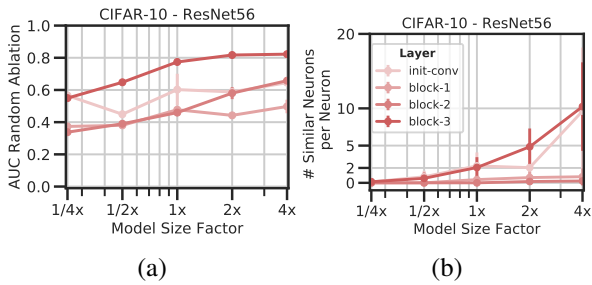 CIFAR-10 - ResNet56
AUC Random Ablation
1.0
0.8
0.6
0.4
0.2
0.0
1/4x 1/2x 1x 2x 4x
Model Size Factor
(a)
CIFAR-10 - ResNet56
# Similar Neurons
per Neuron
20
10
5
2
0
Layer
init-conv
block-1
block-2
block-3
1/4x 1/2x 1x 2x 4x
Model Size Factor
(b)